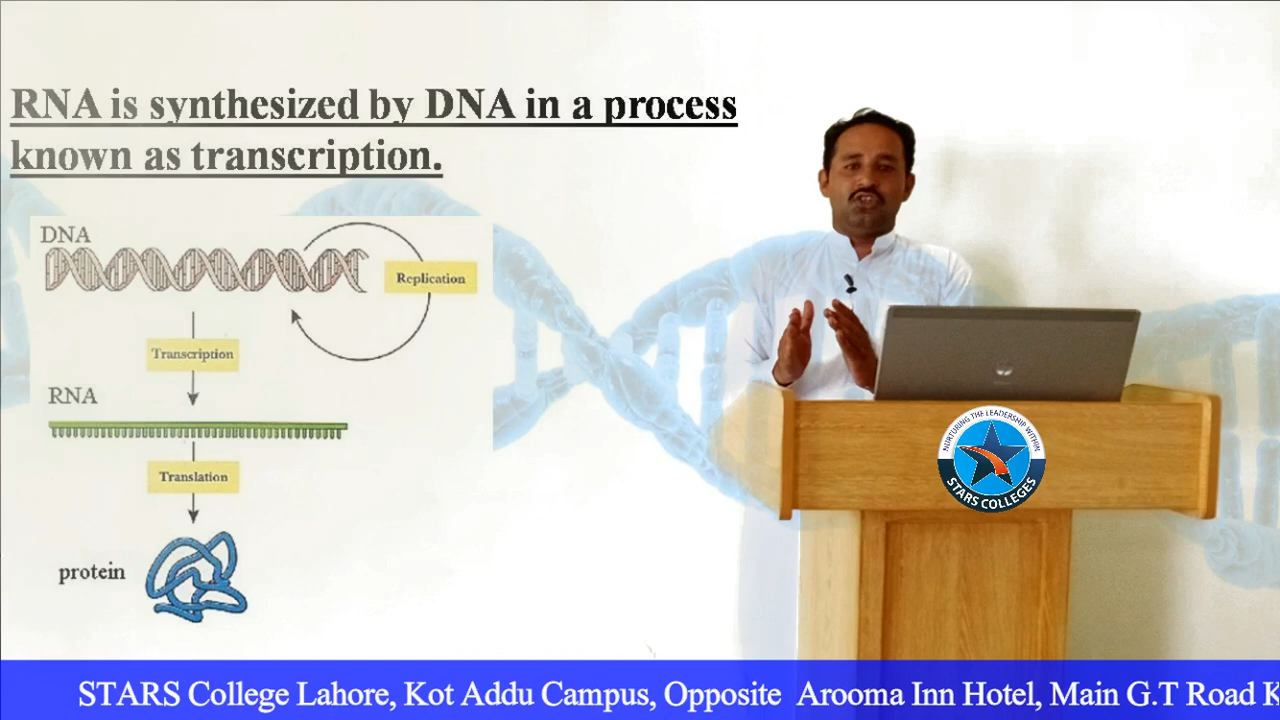 RNA is synthesized by DNA in a process
known as transcription.
DNA
Replication
Transcription
RNA
Translation
protein
NURTURING THE LEADERSHIP WITHIN
STARS COLLEGES
STARS College Lahore, Kot Addu Campus, Opposite Arooma Inn Hotel, Main G.T Road K